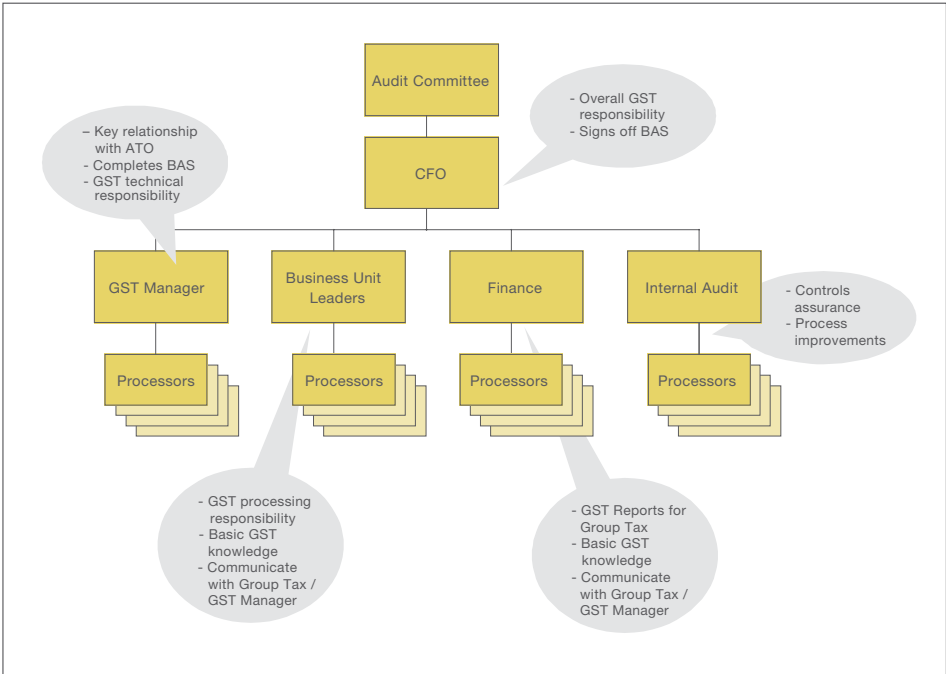 Audit Committee
- Overall GST
responsibility
- Signs off BAS
– Key relationship
with ATO
- Completes BAS
- GST technical
responsibility
CFO
GST Manager
Business Unit
Leaders
Finance
Internal Audit
- Controls
assurance
- Process
improvements
Processors
Processors
Processors
Processors
- GST processing
responsibility
- Basic GST
knowledge
- Communicate
with Group Tax /
GST Manager
- GST Reports for
Group Tax
- Basic GST
knowledge
- Communicate
with Group Tax /
GST Manager